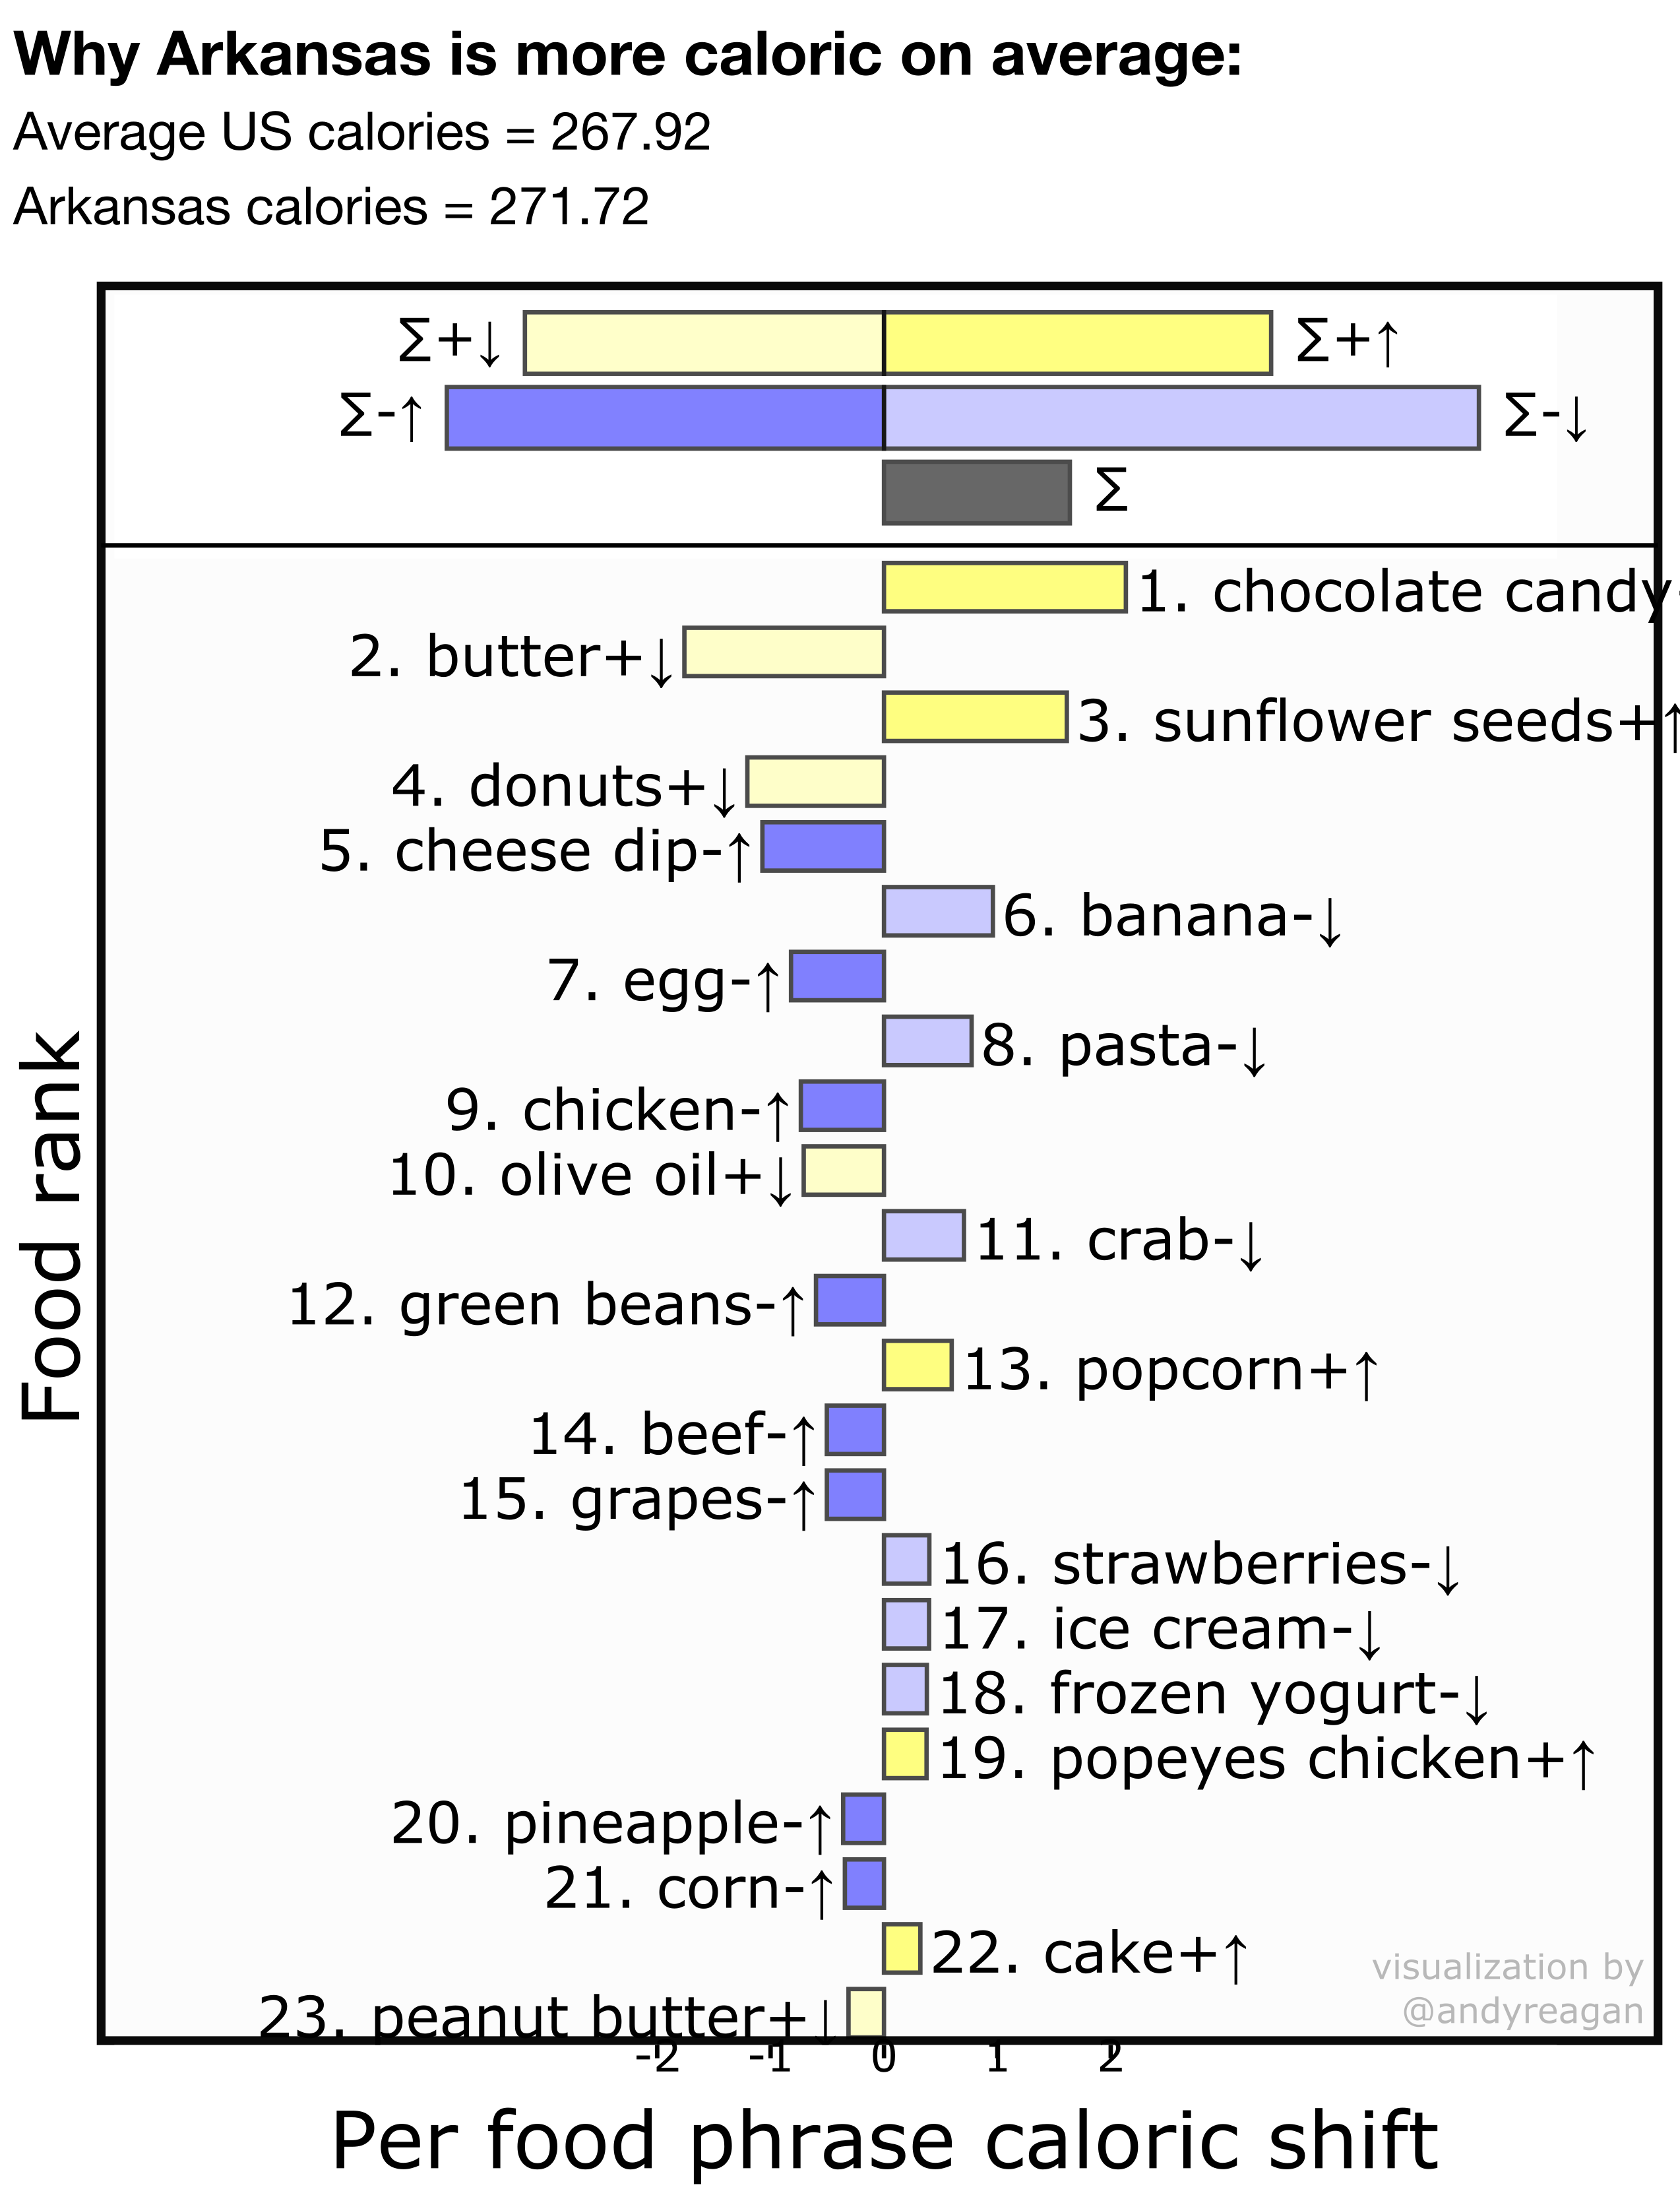 Why Arkansas is more caloric on average:
Average US calories = 267.92
Arkansas calories = 271.72
∑+↓
∑+↑
∑-↑
∑-↓
∑
1. chocolate candy
2. butter+↓
3. sunflower seeds+↑
4. donuts+↓
5. cheese dip-↑
6. banana-↓
7. egg-↑
8. pasta-↓
9. chicken-↑
10. olive oil+↓
11. crab-↓
12. green beans-↑
13. popcorn+↑
14. beef-↑
15. grapes-↑
16. strawberries-↓
17. ice cream-↓
18. frozen yogurt-↓
19. popeyes chicken+↑
20. pineapple-↑
21. corn-↑
22. cake+↑
23. peanut butter+↓
Food rank
visualization by
@andyreagan
-2 -1 0 1 2
Per food phrase caloric shift